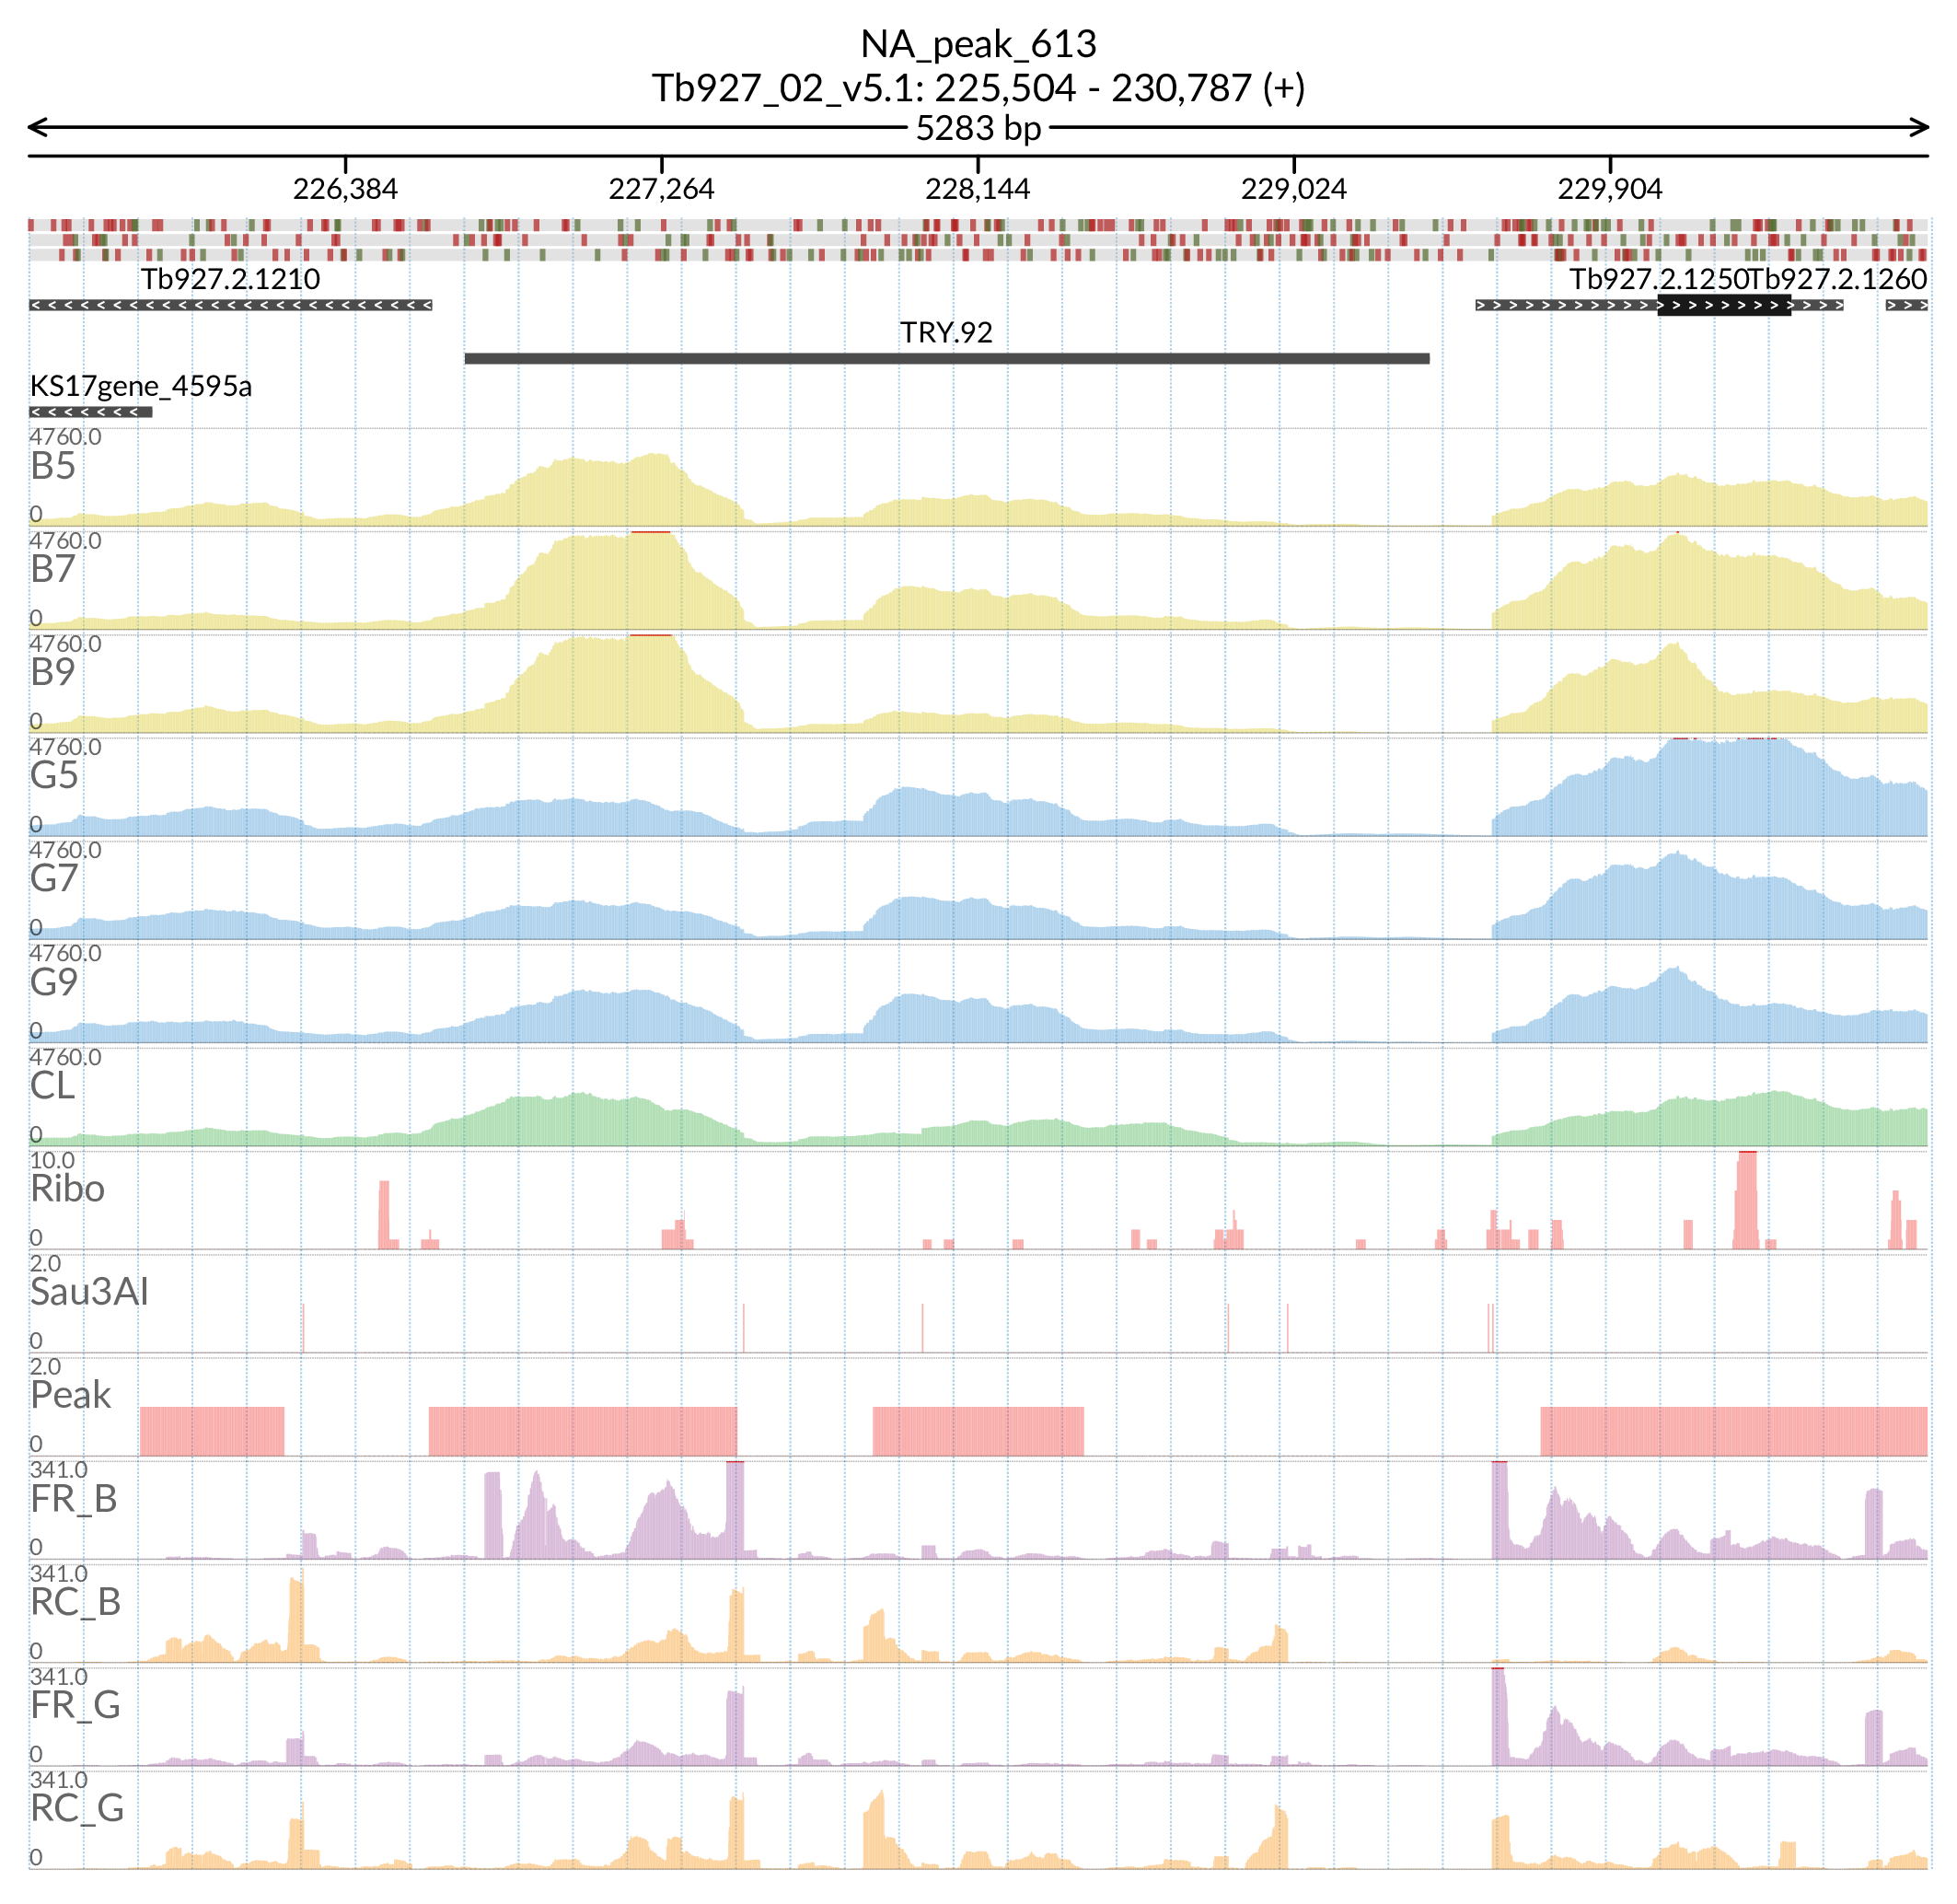 NA_peak_613
Tb927_02_v5.1: 225,504 - 230,787 (+)
5283 bp
226,384 227,264 228,144 229,024 229,904
Tb927.2.1210 Tb927.2.1250 Tb927.2.1260
TRY.92
KS17gene_4595a
4760.0
B5
0
4760.0
B7
0
4760.0
B9
0
4760.0
G5
0
4760.0
G7
0
4760.0
G9
0
4760.0
CL
0
10.0
Ribo
0
2.0
Sau3AI
0
2.0
Peak
0
341.0
FR_B
0
341.0
RC_B
0
341.0
FR_G
0
341.0
RC_G
0